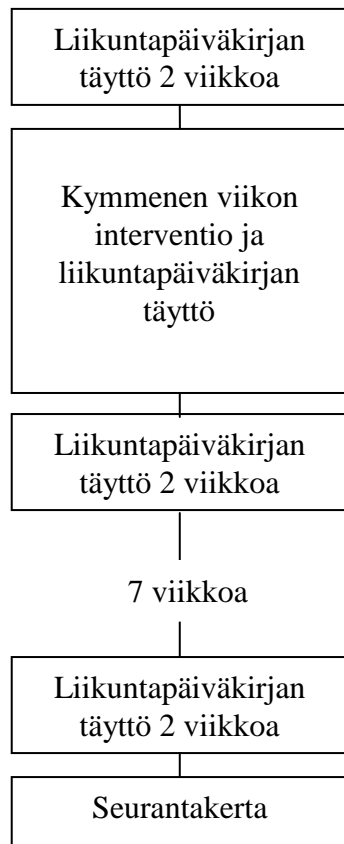 Liikuntapäiväkirjan
täyttö 2 viikkoa
Kymmenen viikon
interventio ja
liikuntapäiväkirjan
täyttö
Liikuntapäiväkirjan
täyttö 2 viikkoa
7 viikkoa
Liikuntapäiväkirjan
täyttö 2 viikkoa
Seurantakerta